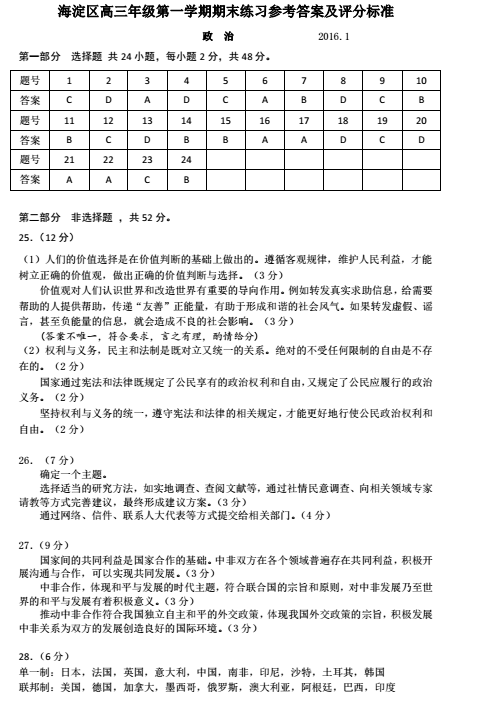 海淀区高三年级第一学期期末练习参考答案及评分标准
政 治 2016.1
第一部分 选择题 共 24 小题，每小题 2 分，共 48 分。
题号 1 2 3 4 5 6 7 8 9 10
答案 C D A D C A B D C B
题号 11 12 13 14 15 16 17 18 19 20
答案 B C D B B A A D C D
题号 21 22 23 24
答案 A A C B
第二部分 非选择题 ，共 52 分。
25.（12 分）
（1）人们的价值选择是在价值判断的基础上做出的。遵循客观规律，维护人民利益，才能
树立正确的价值观，做出正确的价值判断与选择。（3 分）
价值观对人们认识世界和改造世界有重要的导向作用。例如转发真实求助信息，给需要
帮助的人提供帮助，传递“友善”正能量，有助于形成和谐的社会风气。如果转发虚假、谣
言，甚至负能量的信息，就会造成不良的社会影响。（3 分）
（答案不唯一，符合要求，言之有理，酌情给分）
（2）权利与义务，民主和法制是既对立又统一的关系。绝对的不受任何限制的自由是不存
在的。（2 分）
国家通过宪法和法律既规定了公民享有的政治权利和自由，又规定了公民应履行的政治
义务。（2 分）
坚持权利与义务的统一，遵守宪法和法律的相关规定，才能更好地行使公民政治权利和
自由。（2 分）
26. （7 分）
确定一个主题。
选择适当的研究方法，如实地调查、查阅文献等，通过社情民意调查、向相关领域专家
请教等方式完善建议，最终形成建议方案。（3 分）
通过网络、信件、联系人大代表等方式提交给相关部门。（4 分）
27.（9 分）
国家间的共同利益是国家合作的基础。中非双方在各个领域普遍存在共同利益，积极开
展沟通与合作，可以实现共同发展。（3 分）
中非合作，体现和平与发展的时代主题，符合联合国的宗旨和原则，对中非发展乃至世
界的和平与发展有着积极意义。（3 分）
推动中非合作符合我国独立自主和平的外交政策，体现我国外交政策的宗旨，积极发展
中非关系为双方的发展创造良好的国际环境。（3 分）
28.（6 分）
单一制：日本，法国，英国，意大利，中国，南非，印尼，沙特，土耳其，韩国
联邦制：美国，德国，加拿大，墨西哥，俄罗斯，澳大利亚，阿根廷，巴西，印度